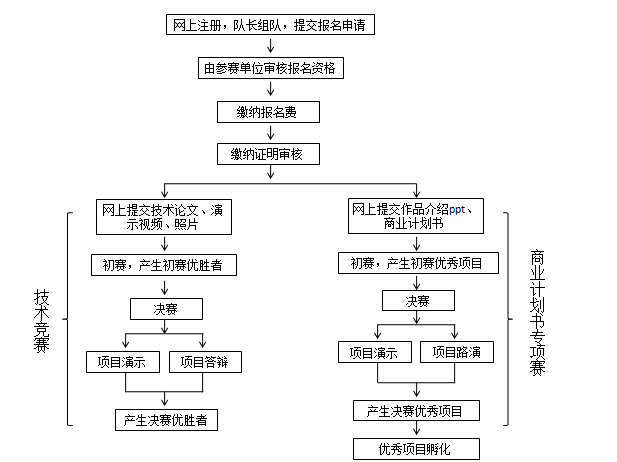 网上注册，队长组队，提交报名申请
由参赛单位审核报名资格
缴纳报名费
缴纳证明审核
网上提交技术论文、演
示视频、照片
初赛，产生初赛优胜者
决赛
项目演示
项目答辩
产生决赛优胜者
技术竞赛
网上提交作品介绍ppt、
商业计划书
初赛，产生初赛优秀项目
决赛
项目演示
项目路演
产生决赛优秀项目
优秀项目孵化
商业计划书专项赛